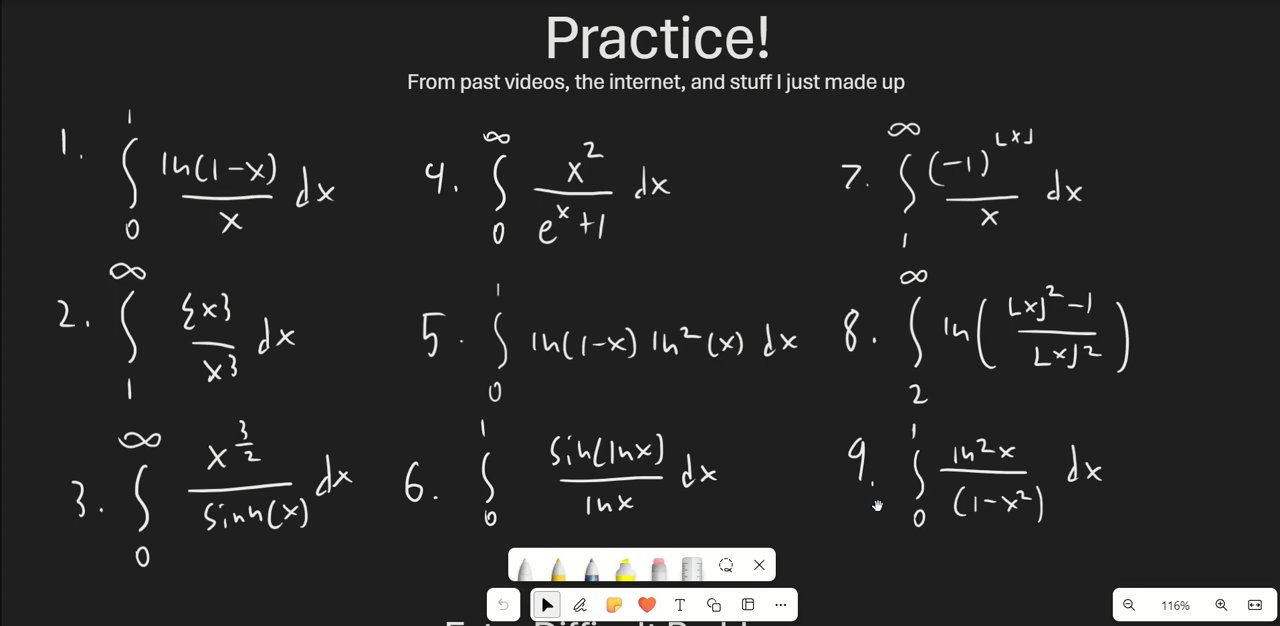 Practice!
From past videos, the internet, and stuff I just made up
1. ∫₀¹ ln(1-x)/x dx
2. ∫₁^∞ {x}/x³ dx
3. ∫₀^∞ x^(3/2)/sinh(x) dx
4. ∫₀^∞ x²/(e^x+1) dx
5. ∫₀¹ ln(1-x) ln²(x) dx
6. ∫₀¹ sin(lnx)/lnx dx
7. ∫₁^∞ (-1)^⌊x⌋/x dx
8. ∫₂^∞ ln(⌊x⌋²-1/⌊x⌋²)
9. ∫₀¹ ln²x/(1-x²) dx
116%